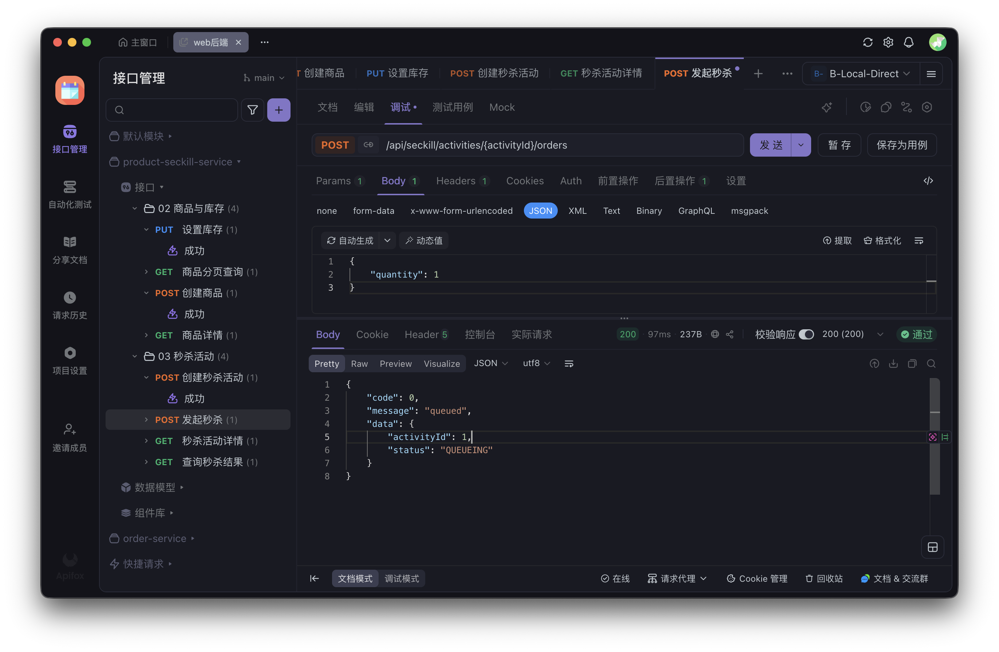 主窗口
web后端
接口管理
自动化测试
分享文档
请求历史
项目设置
邀请成员
Apifox
接口管理
main
默认模块
product-seckill-service
接口
02 商品与库存 (4)
PUT 设置库存 (1)
成功
GET 商品分页查询 (1)
POST 创建商品 (1)
成功
GET 商品详情 (1)
03 秒杀活动 (4)
POST 创建秒杀活动 (1)
成功
POST 发起秒杀 (1)
GET 秒杀活动详情 (1)
GET 查询秒杀结果 (1)
数据模型
组件库
order-service
快捷请求
T 创建商品 PUT 设置库存 POST 创建秒杀活动 GET 秒杀活动详情 POST 发起秒杀 B- B-Local-Direct
文档 编辑 调试 测试用例 Mock
POST /api/seckill/activities/{activityId}/orders 发送 暂存 保存为用例
Params 1 Body 1 Headers 1 Cookies Auth 前置操作 后置操作 1 设置
none form-data x-www-form-urlencoded JSON XML Text Binary GraphQL msgpack
自动生成 动态值 提取 格式化
1 {
2 "quantity": 1
3 }
Body Cookie Header 5 控制台 实际请求 200 97ms 237B 校验响应 200 (200) 通过
Pretty Raw Preview Visualize JSON utf8
1 {
2 "code": 0,
3 "message": "queued",
4 "data": {
5 "activityId": 1,
6 "status": "QUEUEING"
7 }
8 }
文档模式 调试模式 在线 请求代理 Cookie 管理 回收站 文档 & 交流群